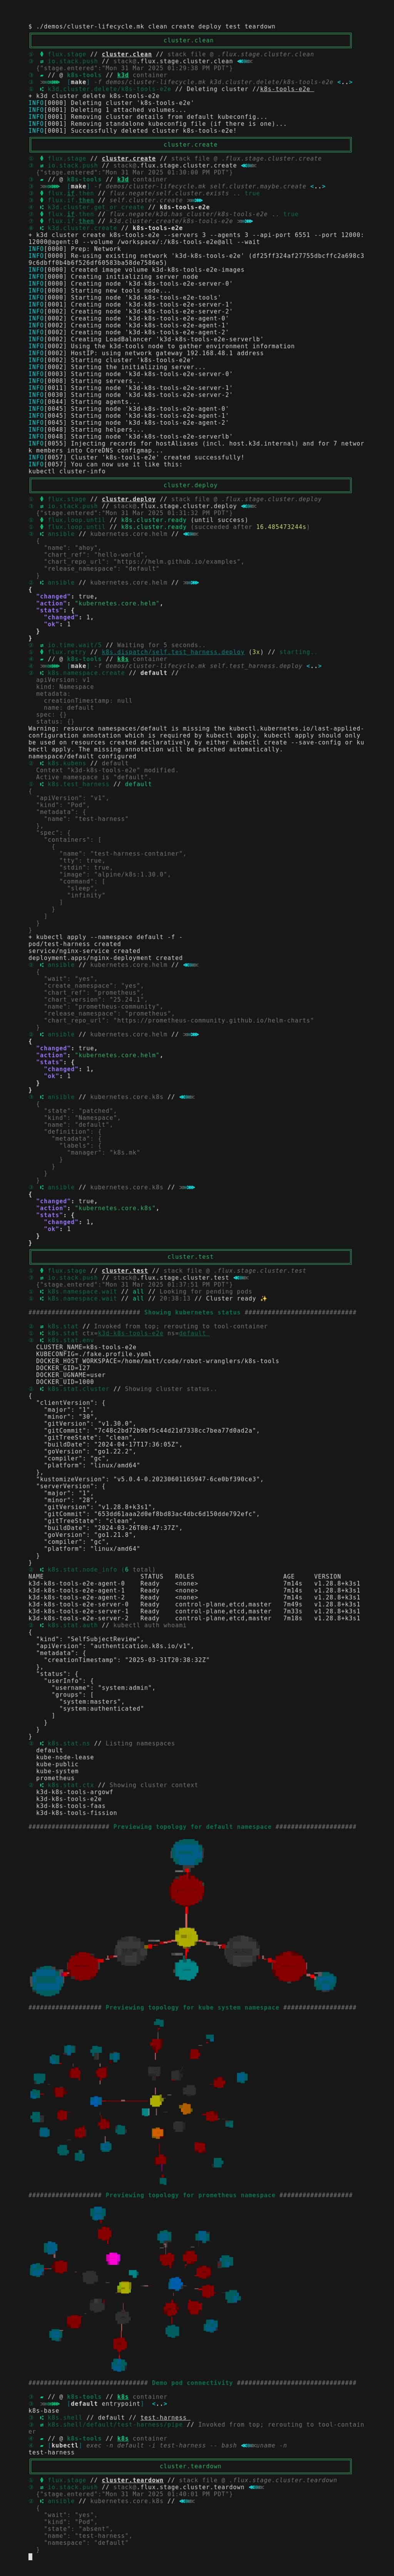 $ ./demos/cluster-lifecycle.mk clean create deploy test teardown
cluster.clean
flux.stage // cluster.clean // stack file @ .flux.stage.cluster.clean
io.stack.push // stack@.flux.stage.cluster.clean
{"stage.entered":"Mon 31 Mar 2025 01:29:38 PM PDT"}
// @ k8s-tools // k3d container
[make] -f demos/cluster-lifecycle.mk k3d.cluster.delete/k8s-tools-e2e <..>
k3d.cluster.delete/k8s-tools-e2e // Deleting cluster //k8s-tools-e2e
+ k3d cluster delete k8s-tools-e2e
INFO[0000] Deleting cluster 'k8s-tools-e2e'
INFO[0001] Deleting 1 attached volumes...
INFO[0001] Removing cluster details from default kubeconfig...
INFO[0001] Removing standalone kubeconfig file (if there is one)...
INFO[0001] Successfully deleted cluster k8s-tools-e2e!
cluster.create
flux.stage // cluster.create // stack file @ .flux.stage.cluster.create
io.stack.push // stack@.flux.stage.cluster.create
{"stage.entered":"Mon 31 Mar 2025 01:30:00 PM PDT"}
// @ k8s-tools // k3d container
[make] -f demos/cluster-lifecycle.mk self.cluster.maybe.create <..>
flux.if.then // flux.negate/self.cluster.exists .. true
flux.if.then // self.cluster.create
k3d.cluster.get_or_create // k8s-tools-e2e
flux.if.then // flux.negate/k3d.has_cluster/k8s-tools-e2e .. true
flux.if.then // k3d.cluster.create/k8s-tools-e2e
k3d.cluster.create // k8s-tools-e2e
+ k3d cluster create k8s-tools-e2e --servers 3 --agents 3 --api-port 6551 --port 12000:
12000@agent:0 --volume /workspace/:/k8s-tools-e2e@all --wait
INFO[0000] Prep: Network
INFO[0000] Re-using existing network 'k3d-k8s-tools-e2e' (df25ff324af27755dbcffc2a698c3
9c6dbff0b4b6f526df60583ba58de7586e5)
INFO[0000] Created image volume k3d-k8s-tools-e2e-images
INFO[0000] Creating initializing server node
INFO[0000] Creating node 'k3d-k8s-tools-e2e-server-0'
INFO[0000] Starting new tools node...
INFO[0000] Starting node 'k3d-k8s-tools-e2e-tools'
INFO[0001] Creating node 'k3d-k8s-tools-e2e-server-1'
INFO[0002] Creating node 'k3d-k8s-tools-e2e-server-2'
INFO[0002] Creating node 'k3d-k8s-tools-e2e-agent-0'
INFO[0002] Creating node 'k3d-k8s-tools-e2e-agent-1'
INFO[0002] Creating node 'k3d-k8s-tools-e2e-agent-2'
INFO[0002] Creating LoadBalancer 'k3d-k8s-tools-e2e-serverlb'
INFO[0002] Using the k3d-tools node to gather environment information
INFO[0002] HostIP: using network gateway 192.168.48.1 address
INFO[0002] Starting cluster 'k8s-tools-e2e'
INFO[0002] Starting the initializing server...
INFO[0003] Starting node 'k3d-k8s-tools-e2e-server-0'
INFO[0008] Starting servers...
INFO[0011] Starting node 'k3d-k8s-tools-e2e-server-1'
INFO[0030] Starting node 'k3d-k8s-tools-e2e-server-2'
INFO[0044] Starting agents...
INFO[0045] Starting node 'k3d-k8s-tools-e2e-agent-0'
INFO[0045] Starting node 'k3d-k8s-tools-e2e-agent-1'
INFO[0045] Starting node 'k3d-k8s-tools-e2e-agent-2'
INFO[0048] Starting helpers...
INFO[0048] Starting node 'k3d-k8s-tools-e2e-serverlb'
INFO[0055] Injecting records for hostAliases (incl. host.k3d.internal) and for 7 networ
k members into CoreDNS configmap...
INFO[0057] Cluster 'k8s-tools-e2e' created successfully!
INFO[0057] You can now use it like this:
kubectl cluster-info
cluster.deploy
flux.stage // cluster.deploy // stack file @ .flux.stage.cluster.deploy
io.stack.push // stack@.flux.stage.cluster.deploy
{"stage.entered":"Mon 31 Mar 2025 01:31:32 PM PDT"}
flux.loop.until // k8s.cluster.ready (until success)
flux.loop.until // k8s.cluster.ready (succeeded after 16.485473244s)
ansible // kubernetes.core.helm //
{
"name": "ahoy",
"chart_ref": "hello-world",
"chart_repo_url": "https://helm.github.io/examples",
"release_namespace": "default"
}
ansible // kubernetes.core.helm //
{
"changed": true,
"action": "kubernetes.core.helm",
"stats": {
"changed": 1,
"ok": 1
}
}
io.time.wait/5 // Waiting for 5 seconds..
flux.retry // k8s.dispatch/self.test_harness.deploy (3x) // starting..
// @ k8s-tools // k8s container
[make] -f demos/cluster-lifecycle.mk self.test_harness.deploy <..>
k8s.namespace.create // default //
apiVersion: v1
kind: Namespace
metadata:
creationTimestamp: null
name: default
spec: {}
status: {}
Warning: resource namespaces/default is missing the kubectl.kubernetes.io/last-applied-
configuration annotation which is required by kubectl apply. kubectl apply should only
be used on resources created declaratively by either kubectl create --save-config or ku
bectl apply. The missing annotation will be patched automatically.
namespace/default configured
k8s.kubens // default
Context "k3d-k8s-tools-e2e" modified.
Active namespace is "default".
k8s.test_harness // default
{
"apiVersion": "v1",
"kind": "Pod",
"metadata": {
"name": "test-harness"
},
"spec": {
"containers": [
{
"name": "test-harness-container",
"tty": true,
"stdin": true,
"image": "alpine/k8s:1.30.0",
"command": [
"sleep",
"infinity"
]
}
]
}
}
+ kubectl apply --namespace default -f -
pod/test-harness created
service/nginx-service created
deployment.apps/nginx-deployment created
ansible // kubernetes.core.helm //
{
"wait": "yes",
"create_namespace": "yes",
"chart_ref": "prometheus",
"chart_version": "25.24.1",
"name": "prometheus-community",
"release_namespace": "prometheus",
"chart_repo_url": "https://prometheus-community.github.io/helm-charts"
}
ansible // kubernetes.core.helm //
{
"changed": true,
"action": "kubernetes.core.helm",
"stats": {
"changed": 1,
"ok": 1
}
}
ansible // kubernetes.core.k8s //
{
"state": "patched",
"kind": "Namespace",
"name": "default",
"definition": {
"metadata": {
"labels": {
"manager": "k8s.mk"
}
}
}
}
ansible // kubernetes.core.k8s //
{
"changed": true,
"action": "kubernetes.core.k8s",
"stats": {
"changed": 1,
"ok": 1
}
}
cluster.test
flux.stage // cluster.test // stack file @ .flux.stage.cluster.test
io.stack.push // stack@.flux.stage.cluster.test
{"stage.entered":"Mon 31 Mar 2025 01:37:51 PM PDT"}
k8s.namespace.wait // all // Looking for pending pods
k8s.namespace.wait // all // 20:38:13 // Cluster ready ✨
############################# Showing kubernetes status #############################
k8s.stat // Invoked from top; rerouting to tool-container
k8s.stat ctx=k3d-k8s-tools-e2e ns=default
k8s.stat.env
CLUSTER_NAME=k8s-tools-e2e
KUBECONFIG=./fake.profile.yaml
DOCKER_HOST_WORKSPACE=/home/matt/code/robot-wranglers/k8s-tools
DOCKER_GID=127
DOCKER_UGNAME=user
DOCKER_UID=1000
k8s.stat.cluster // Showing cluster status..
{
"clientVersion": {
"major": "1",
"minor": "30",
"gitVersion": "v1.30.0",
"gitCommit": "7c48c2bd72b9bf5c44d21d7338cc7bea77d0ad2a",
"gitTreeState": "clean",
"buildDate": "2024-04-17T17:36:05Z",
"goVersion": "go1.22.2",
"compiler": "gc",
"platform": "linux/amd64"
},
"kustomizeVersion": "v5.0.4-0.20230601165947-6ce0bf390ce3",
"serverVersion": {
"major": "1",
"minor": "28",
"gitVersion": "v1.28.8+k3s1",
"gitCommit": "653dd61aaa2d0ef8bd83ac4dbc6d150dde792efc",
"gitTreeState": "clean",
"buildDate": "2024-03-26T00:47:37Z",
"goVersion": "go1.21.8",
"compiler": "gc",
"platform": "linux/amd64"
}
}
k8s.stat.node_info (6 total)
NAME STATUS ROLES AGE VERSION
k3d-k8s-tools-e2e-agent-0 Ready <none> 7m14s v1.28.8+k3s1
k3d-k8s-tools-e2e-agent-1 Ready <none> 7m14s v1.28.8+k3s1
k3d-k8s-tools-e2e-agent-2 Ready <none> 7m14s v1.28.8+k3s1
k3d-k8s-tools-e2e-server-0 Ready control-plane,etcd,master 7m49s v1.28.8+k3s1
k3d-k8s-tools-e2e-server-1 Ready control-plane,etcd,master 7m33s v1.28.8+k3s1
k3d-k8s-tools-e2e-server-2 Ready control-plane,etcd,master 7m18s v1.28.8+k3s1
k8s.stat.auth // kubectl auth whoami
{
"kind": "SelfSubjectReview",
"apiVersion": "authentication.k8s.io/v1",
"metadata": {
"creationTimestamp": "2025-03-31T20:38:32Z"
},
"status": {
"userInfo": {
"username": "system:admin",
"groups": [
"system:masters",
"system:authenticated"
]
}
}
}
k8s.stat.ns // Listing namespaces
default
kube-node-lease
kube-public
kube-system
prometheus
k8s.stat.ctx // Showing cluster context
k3d-k8s-tools-argowf
k3d-k8s-tools-e2e
k3d-k8s-tools-faas
k3d-k8s-tools-fission
##################### Previewing topology for default namespace #####################
################### Previewing topology for kube system namespace ###################
################### Previewing topology for prometheus namespace ###################
############################### Demo pod connectivity ###############################
// @ k8s-tools // k8s container
[default entrypoint] <..>
k8s-base
k8s.shell // default // test-harness
k8s.shell/default/test-harness/pipe // Invoked from top; rerouting to tool-contain
er
// @ k8s-tools // k8s container
[kubectl] exec -n default -i test-harness -- bash uname -n
test-harness
cluster.teardown
flux.stage // cluster.teardown // stack file @ .flux.stage.cluster.teardown
io.stack.push // stack@.flux.stage.cluster.teardown
{"stage.entered":"Mon 31 Mar 2025 01:40:01 PM PDT"}
ansible // kubernetes.core.k8s //
{
"wait": "yes",
"kind": "Pod",
"state": "absent",
"name": "test-harness",
"namespace": "default"
}